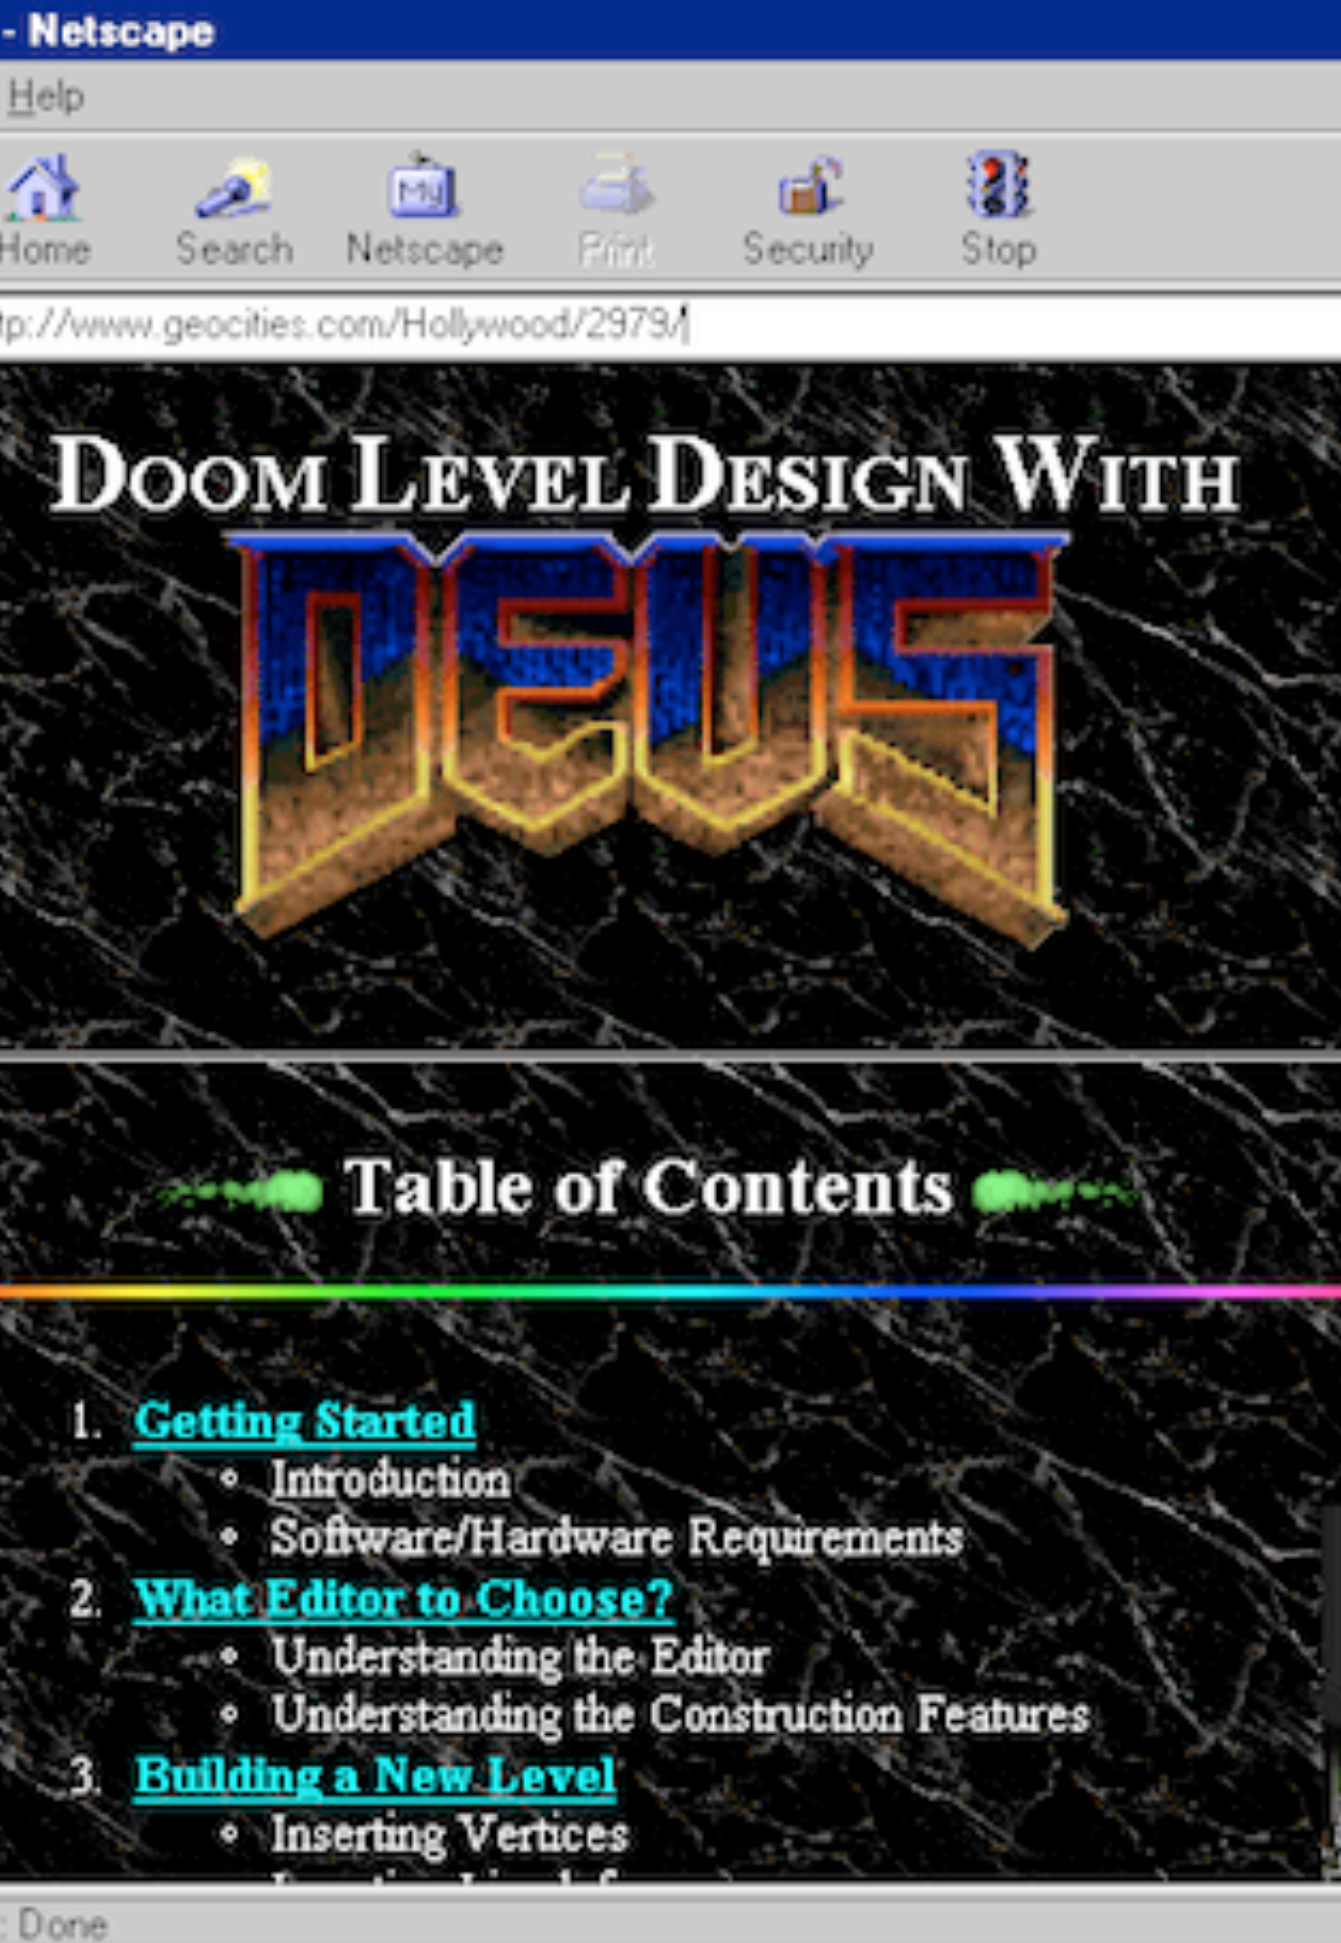 - Netscape
Help
Home Search Netscape Print Security Stop
My
tp://www.geocities.com/Hollywood/2979/
DOOM LEVEL DESIGN WITH
DEUS
Table of Contents
1. Getting Started
◦ Introduction
◦ Software/Hardware Requirements
2. What Editor to Choose?
◦ Understanding the Editor
◦ Understanding the Construction Features
3. Building a New Level
◦ Inserting Vertices
: Done